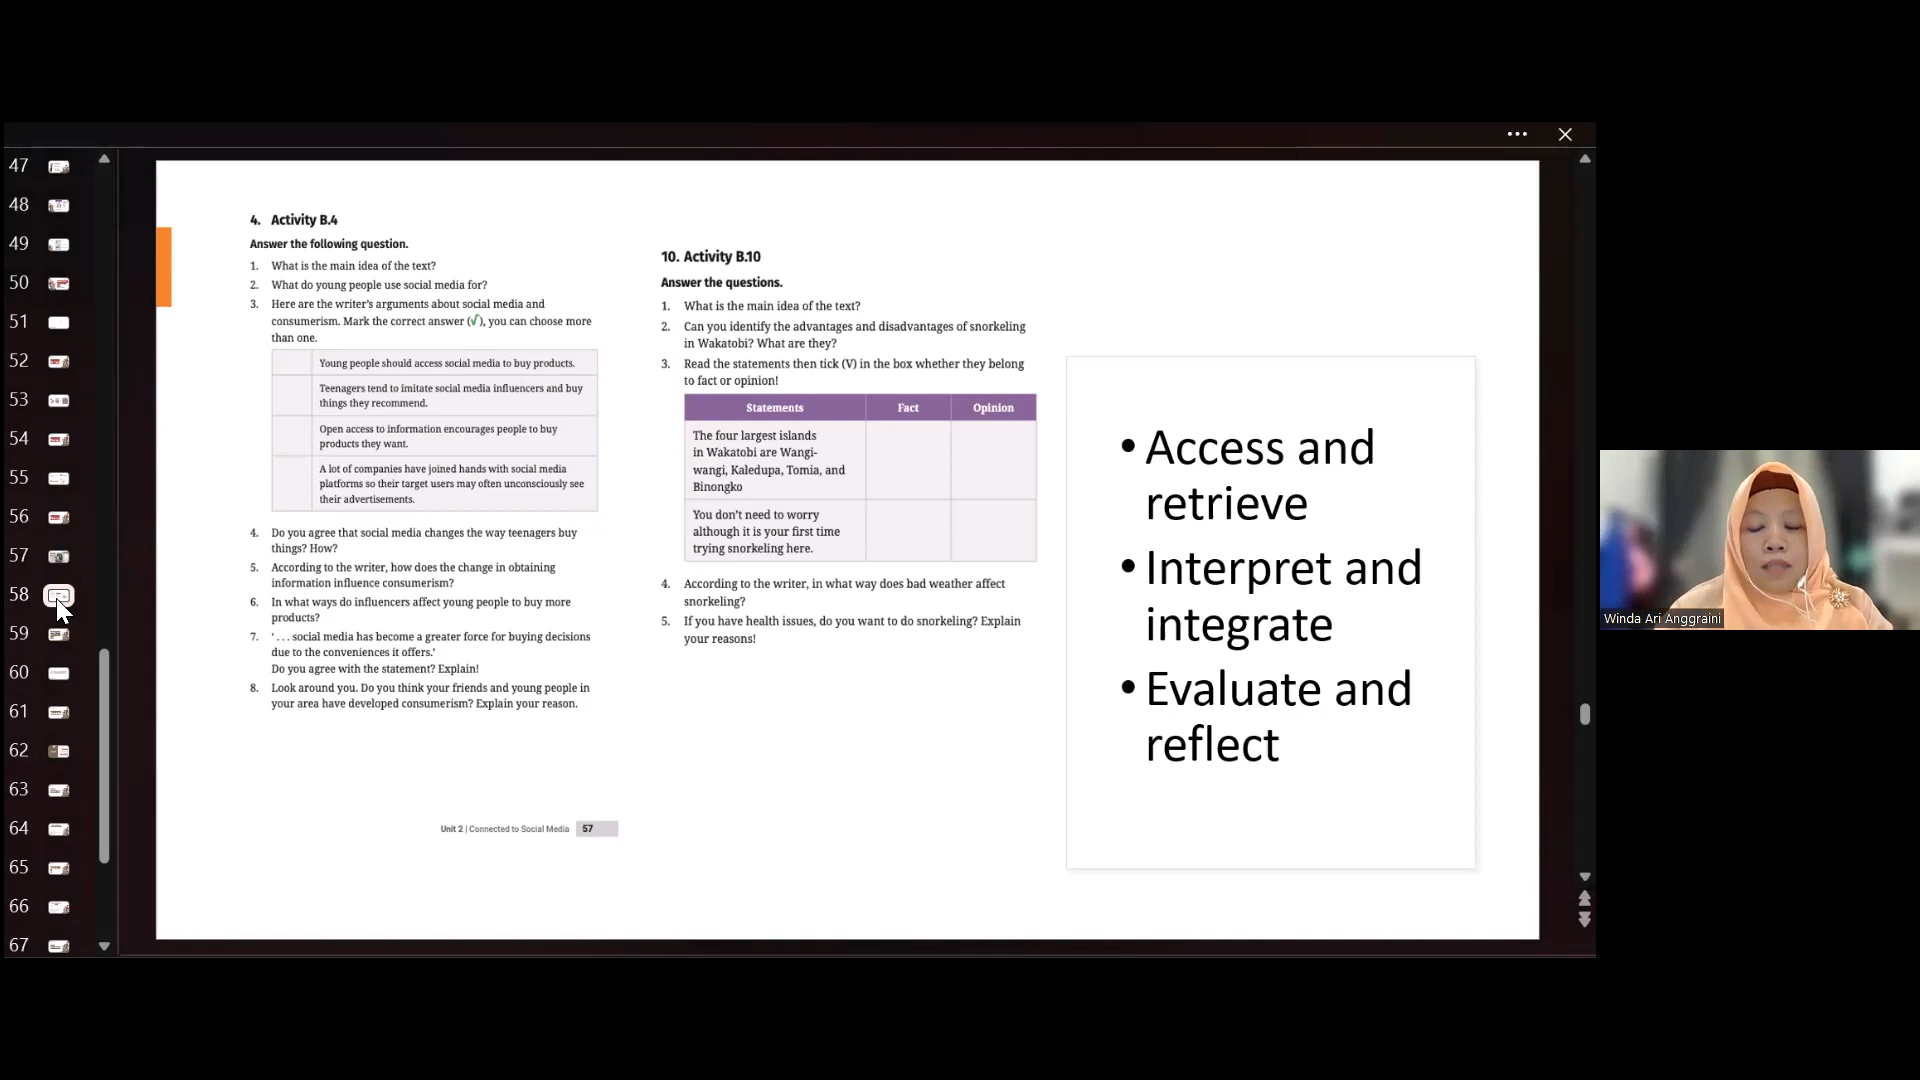 47
48
49
50
51
52
53
54
55
56
57
58
59
60
61
62
63
64
65
66
67
4. Activity B.4
Answer the following question.
1. What is the main idea of the text?
2. What do young people use social media for?
3. Here are the writer's arguments about social media and
consumerism. Mark the correct answer (√), you can choose more
than one.
Young people should access social media to buy products.
Teenagers tend to imitate social media influencers and buy
things they recommend.
Open access to information encourages people to buy
products they want.
A lot of companies have joined hands with social media
platforms so their target users may often unconsciously see
their advertisements.
4. Do you agree that social media changes the way teenagers buy
things? How?
5. According to the writer, how does the change in obtaining
information influence consumerism?
6. In what ways do influencers affect young people to buy more
products?
7. ' . . . social media has become a greater force for buying decisions
due to the conveniences it offers.'
Do you agree with the statement? Explain!
8. Look around you. Do you think your friends and young people in
your area have developed consumerism? Explain your reason.
Unit 2 | Connected to Social Media 57
10. Activity B.10
Answer the questions.
1. What is the main idea of the text?
2. Can you identify the advantages and disadvantages of snorkeling
in Wakatobi? What are they?
3. Read the statements then tick (V) in the box whether they belong
to fact or opinion!
Statements Fact Opinion
The four largest islands
in Wakatobi are Wangi-
wangi, Kaledupa, Tomia, and
Binongko
You don't need to worry
although it is your first time
trying snorkeling here.
4. According to the writer, in what way does bad weather affect
snorkeling?
5. If you have health issues, do you want to do snorkeling? Explain
your reasons!
• Access and
retrieve
• Interpret and
integrate
• Evaluate and
reflect
Winda Ari Anggraini